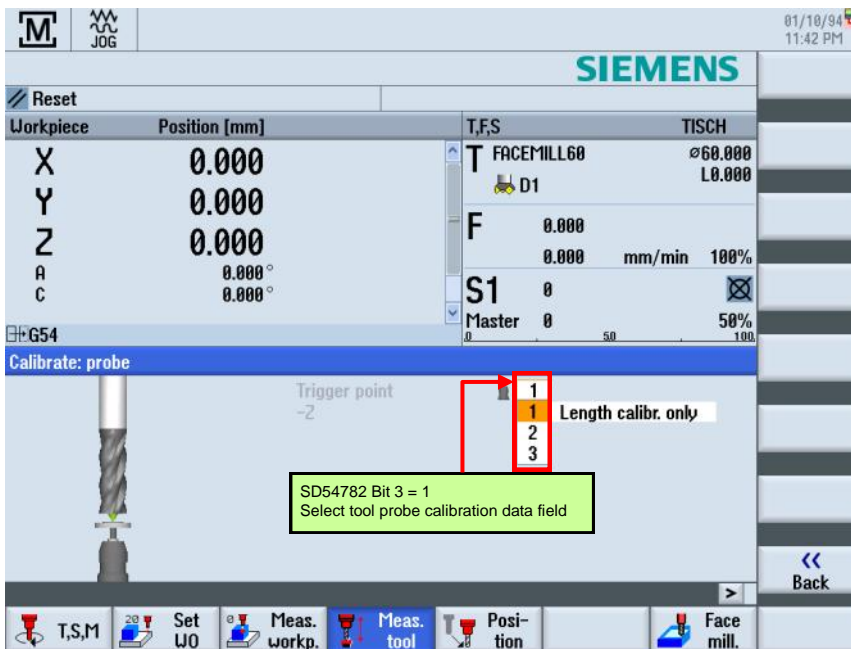 M
JOG
01/10/94
11:42 PM
SIEMENS
Reset
Workpiece Position [mm]
X 0.000
Y 0.000
Z 0.000
A 0.000°
C 0.000°
G54
T,F,S TISCH
T FACEMILL60 ⌀60.000
D1 L0.000
F 0.000
0.000 mm/min 100%
S1 0
Master 0 50%
0 50 100
Calibrate: probe
Trigger point 1
-Z 1 Length calibr. only
2
3
SD54782 Bit 3 = 1
Select tool probe calibration data field
<<
Back
>
T,S,M
Set
WO
Meas.
workp.
Meas.
tool
Posi-
tion
Face
mill.